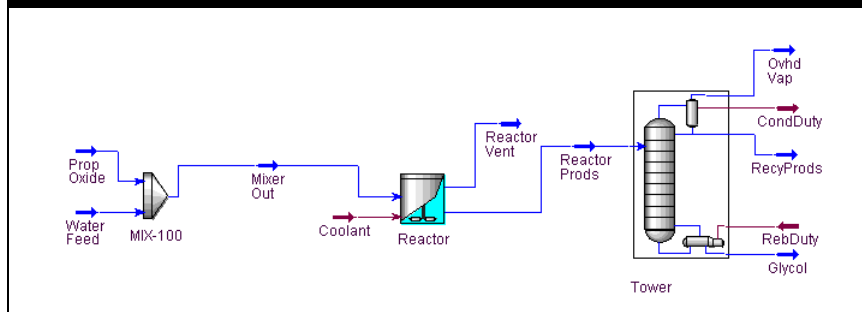 Prop
Oxide
Water
Feed
MIX-100
Mixer
Out
Coolant
Reactor
Reactor
Vent
Reactor
Prods
Ovhd
Vap
CondDuty
RecyProds
RebDuty
Glycol
Tower